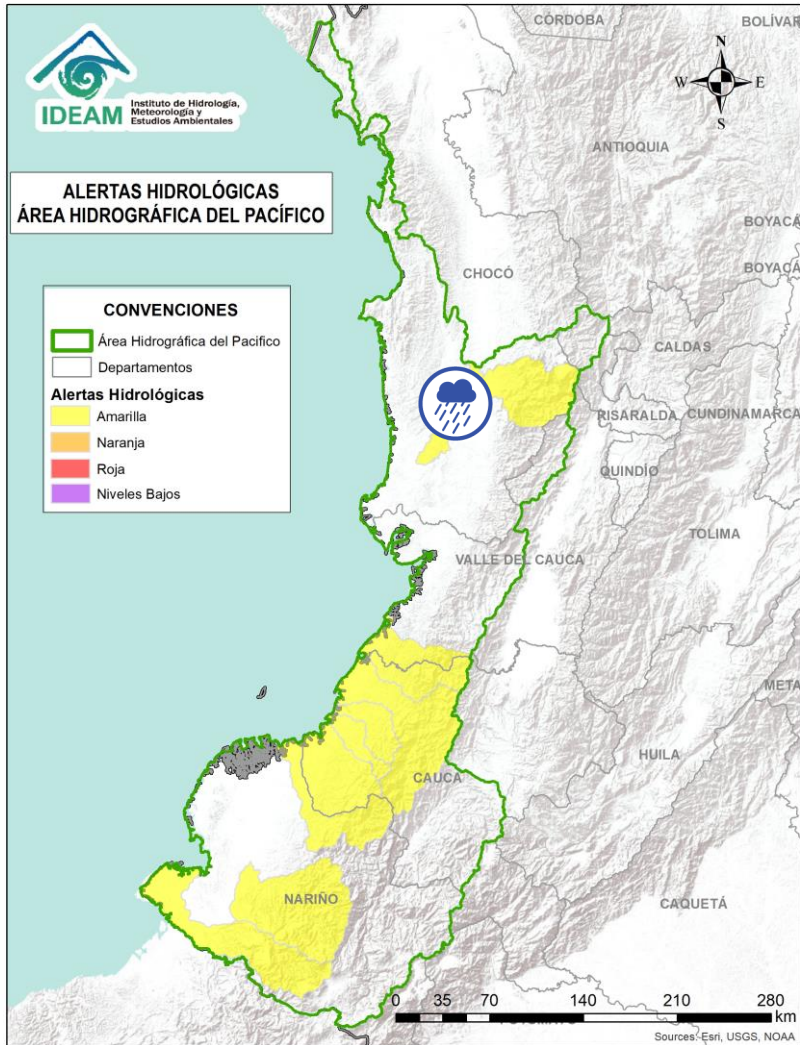 IDEAM
Instituto de Hidrología,
Meteorología y
Estudios Ambientales
ALERTAS HIDROLÓGICAS
ÁREA HIDROGRÁFICA DEL PACÍFICO
CONVENCIONES
Área Hidrográfica del Pacifico
Departamentos
Alertas Hidrológicas
Amarilla
Naranja
Roja
Niveles Bajos
CÓRDOBA
BOLÍVAR
N
W E
S
ANTIOQUIA
BOYACÁ
CHOCÓ
BOYACÁ
CALDAS
RISARALDA
CUNDINAMARCA
QUINDÍO
TOLIMA
VALLE DEL CAUCA
META
HUILA
CAUCA
NARIÑO
CAQUETÁ
0 35 70 140 210 280
km
Sources: Esri, USGS, NOAA